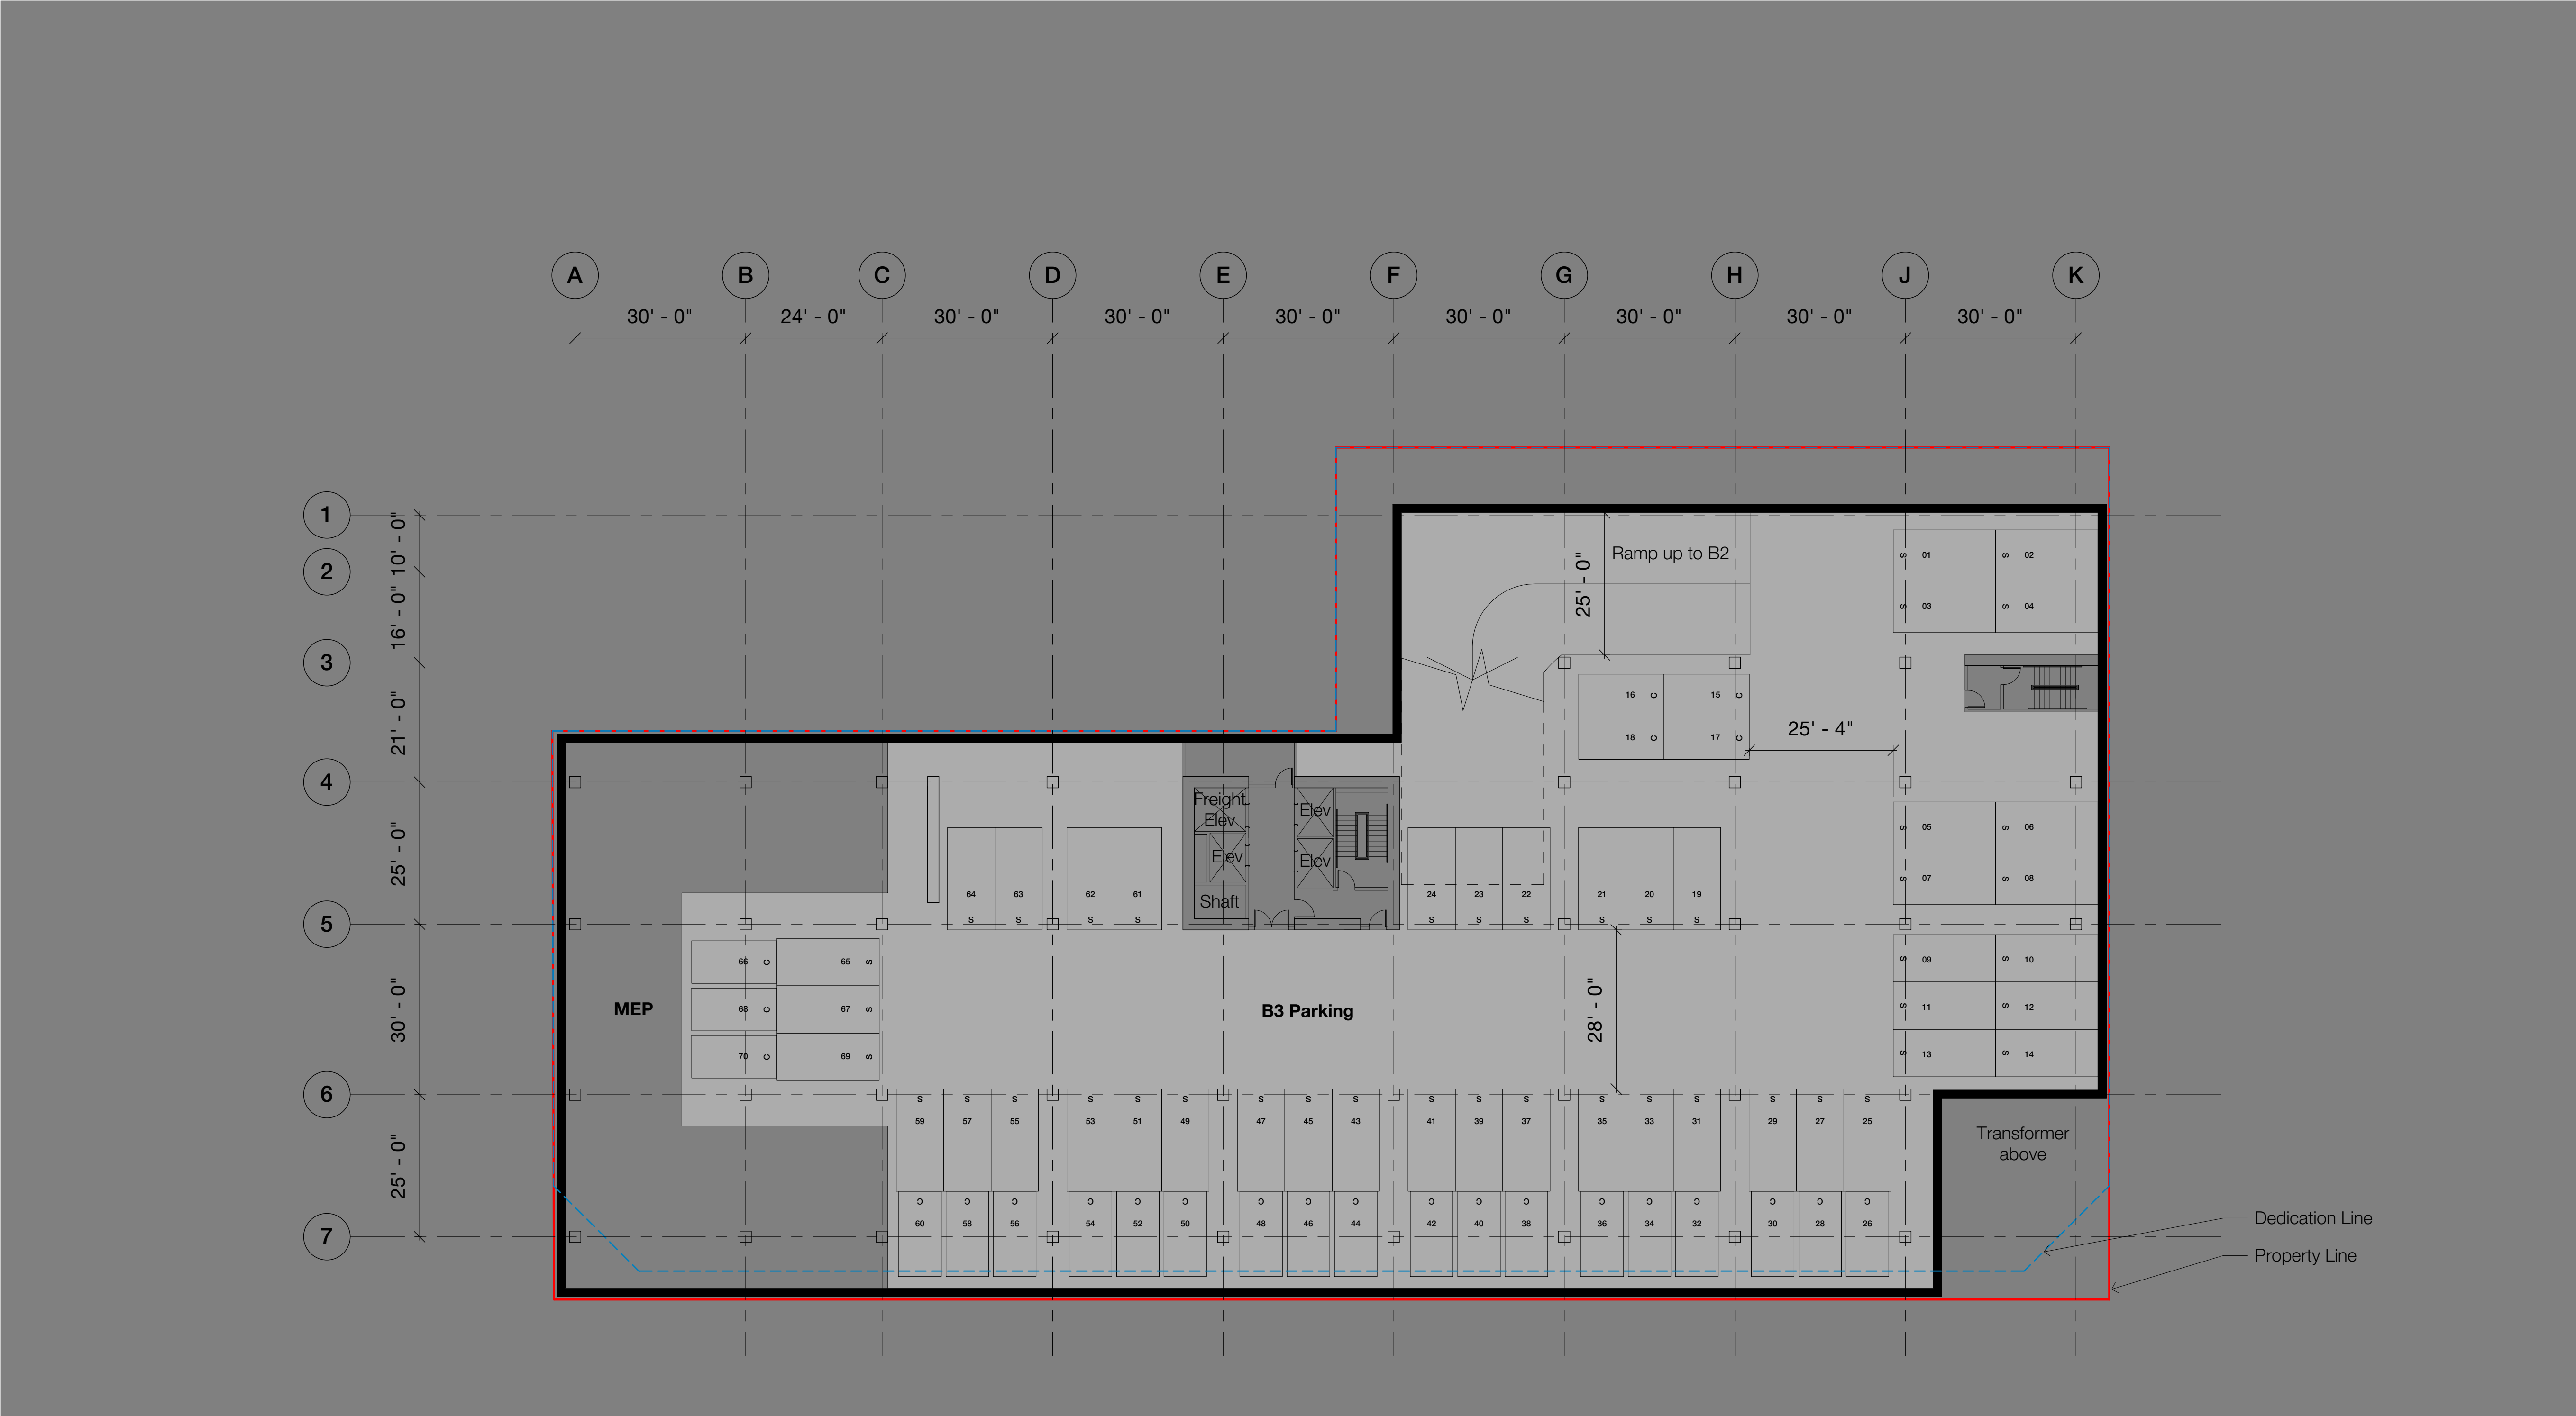 A B C D E F G H J K
30' - 0" 24' - 0" 30' - 0" 30' - 0" 30' - 0" 30' - 0" 30' - 0" 30' - 0" 30' - 0"
1
10' - 0"
2
16' - 0"
3
21' - 0"
4
25' - 0"
5
30' - 0"
6
25' - 0"
7
Ramp up to B2
25' - 0"
S 01 S 02
S 03 S 04
16 C 15 C
18 C 17 C
25' - 4"
Freight
Elev
Elev
Elev
Elev
Shaft
S 05 S 06
S 07 S 08
64 63 62 61 24 23 22 21 20 19
S S S S S S S S S S
66 C 65 S
68 C 67 S
70 C 69 S
MEP
B3 Parking
28' - 0"
S 09 S 10
S 11 S 12
S 13 S 14
S S S S S S S S S S S S S S S S S S
59 57 55 53 51 49 47 45 43 41 39 37 35 33 31 29 27 25
C C C C C C C C C C C C C C C C C C
60 58 56 54 52 50 48 46 44 42 40 38 36 34 32 30 28 26
Transformer
above
Dedication Line
Property Line